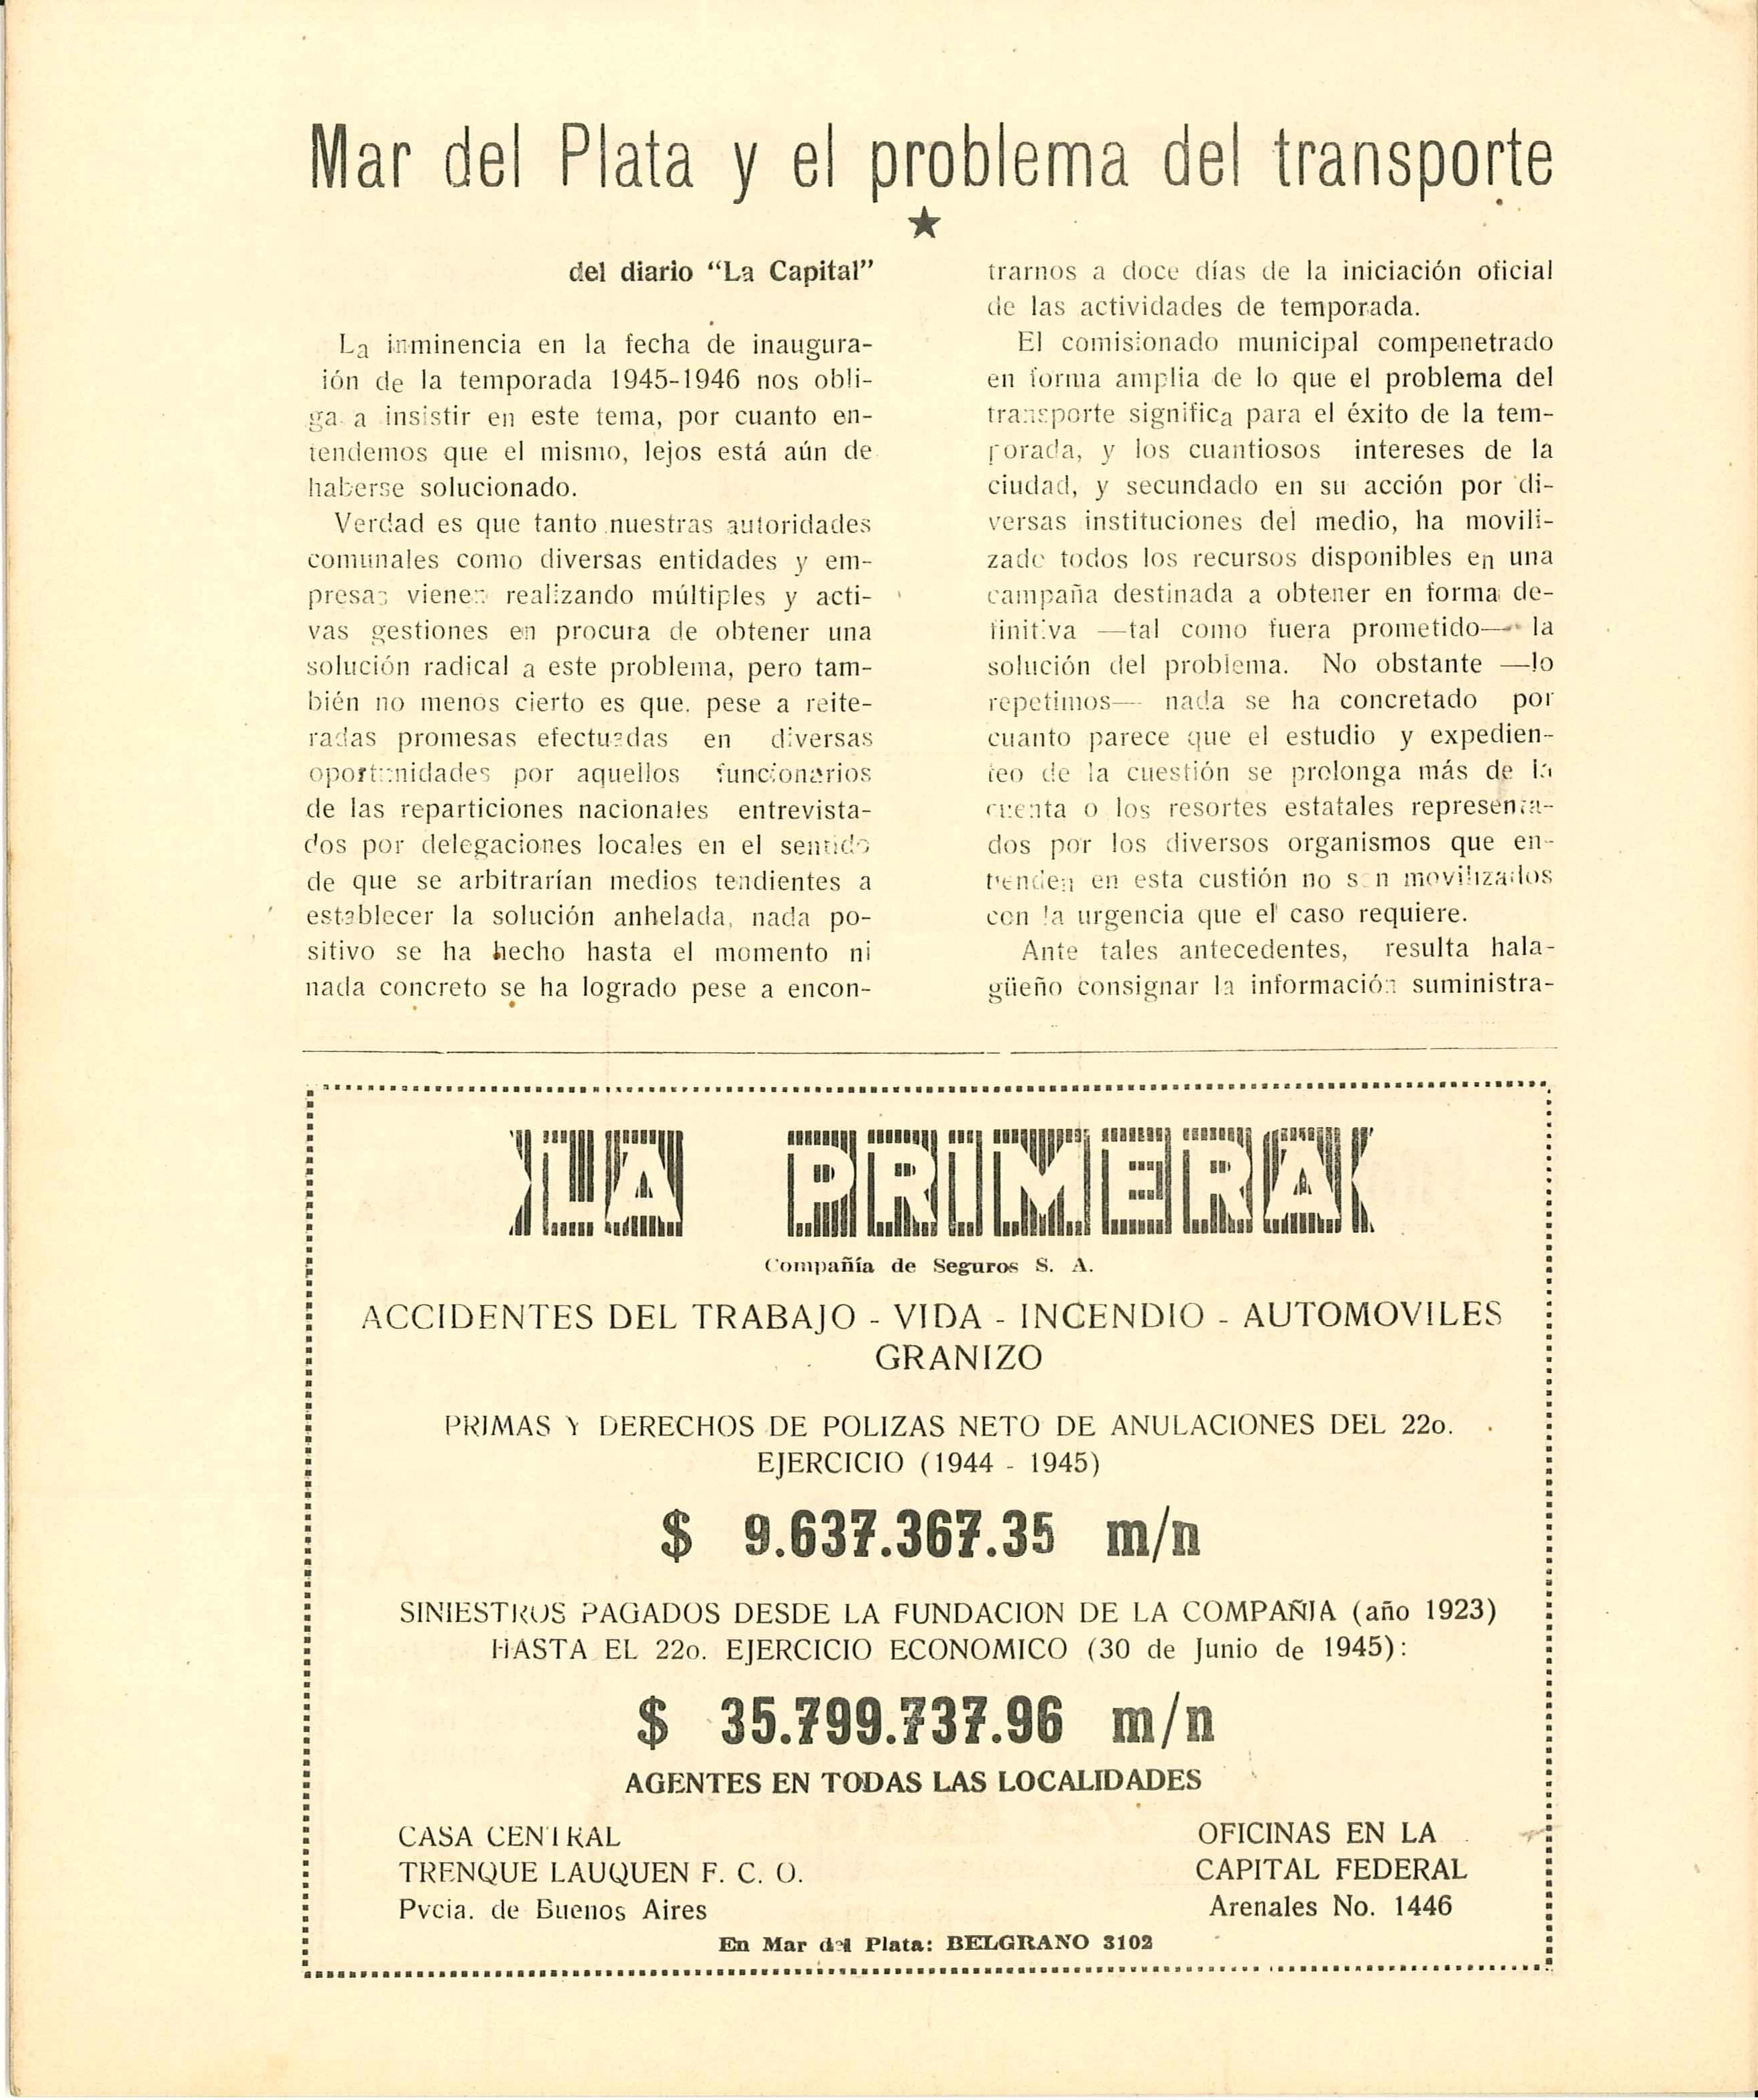 Mar del Plata y el problema del transporte
del diario "La Capital"
La inminencia en la fecha de inaugura-
ión de la temporada 1945-1946 nos obli-
ga a insistir en este tema, por cuanto en-
tendemos que el mismo, lejos está aún de
haberse solucionado.
Verdad es que tanto nuestras autoridades
comunales como diversas entidades y em-
presas vienen realizando múltiples y acti-
vas gestiones en procura de obtener una
solución radical a este problema, pero tam-
bién no menos cierto es que. pese a reite-
radas promesas efectuadas en diversas
oportunidades por aquellos funcionarios
de las reparticiones nacionales entrevista-
dos por delegaciones locales en el sentido
de que se arbitrarían medios tendientes a
establecer la solución anhelada, nada po-
sitivo se ha hecho hasta el momento ni
nada concreto se ha logrado pese a encon-
trarnos a doce días de la iniciación oficial
de las actividades de temporada.
El comisionado municipal compenetrado
en forma amplia de lo que el problema del
transporte significa para el éxito de la tem-
porada, y los cuantiosos intereses de la
ciudad, y secundado en su acción por di-
versas instituciones del medio, ha movili-
zado todos los recursos disponibles en una
campaña destinada a obtener en forma de-
finitiva —tal como fuera prometido— la
solución del problema. No obstante —lo
repetimos— nada se ha concretado por
cuanto parece que el estudio y expedien-
teo de la cuestión se prolonga más de la
cuenta o los resortes estatales representa-
dos por los diversos organismos que en-
tienden en esta custión no son movilizados
con la urgencia que el caso requiere.
Ante tales antecedentes, resulta hala-
güeño consignar la información suministra-
LA PRIMERA
Compañía de Seguros S. A.
ACCIDENTES DEL TRABAJO - VIDA - INCENDIO - AUTOMOVILES
GRANIZO
PRIMAS Y DERECHOS DE POLIZAS NETO DE ANULACIONES DEL 22o.
EJERCICIO (1944 - 1945)
$ 9.637.367.35 m/n
SINIESTROS PAGADOS DESDE LA FUNDACION DE LA COMPAÑIA (año 1923)
HASTA EL 22o. EJERCICIO ECONOMICO (30 de Junio de 1945):
$ 35.799.737.96 m/n
AGENTES EN TODAS LAS LOCALIDADES
CASA CENTRAL
TRENQUE LAUQUEN F. C. O.
Pvcia. de Buenos Aires
OFICINAS EN LA
CAPITAL FEDERAL
Arenales No. 1446
En Mar del Plata: BELGRANO 3102